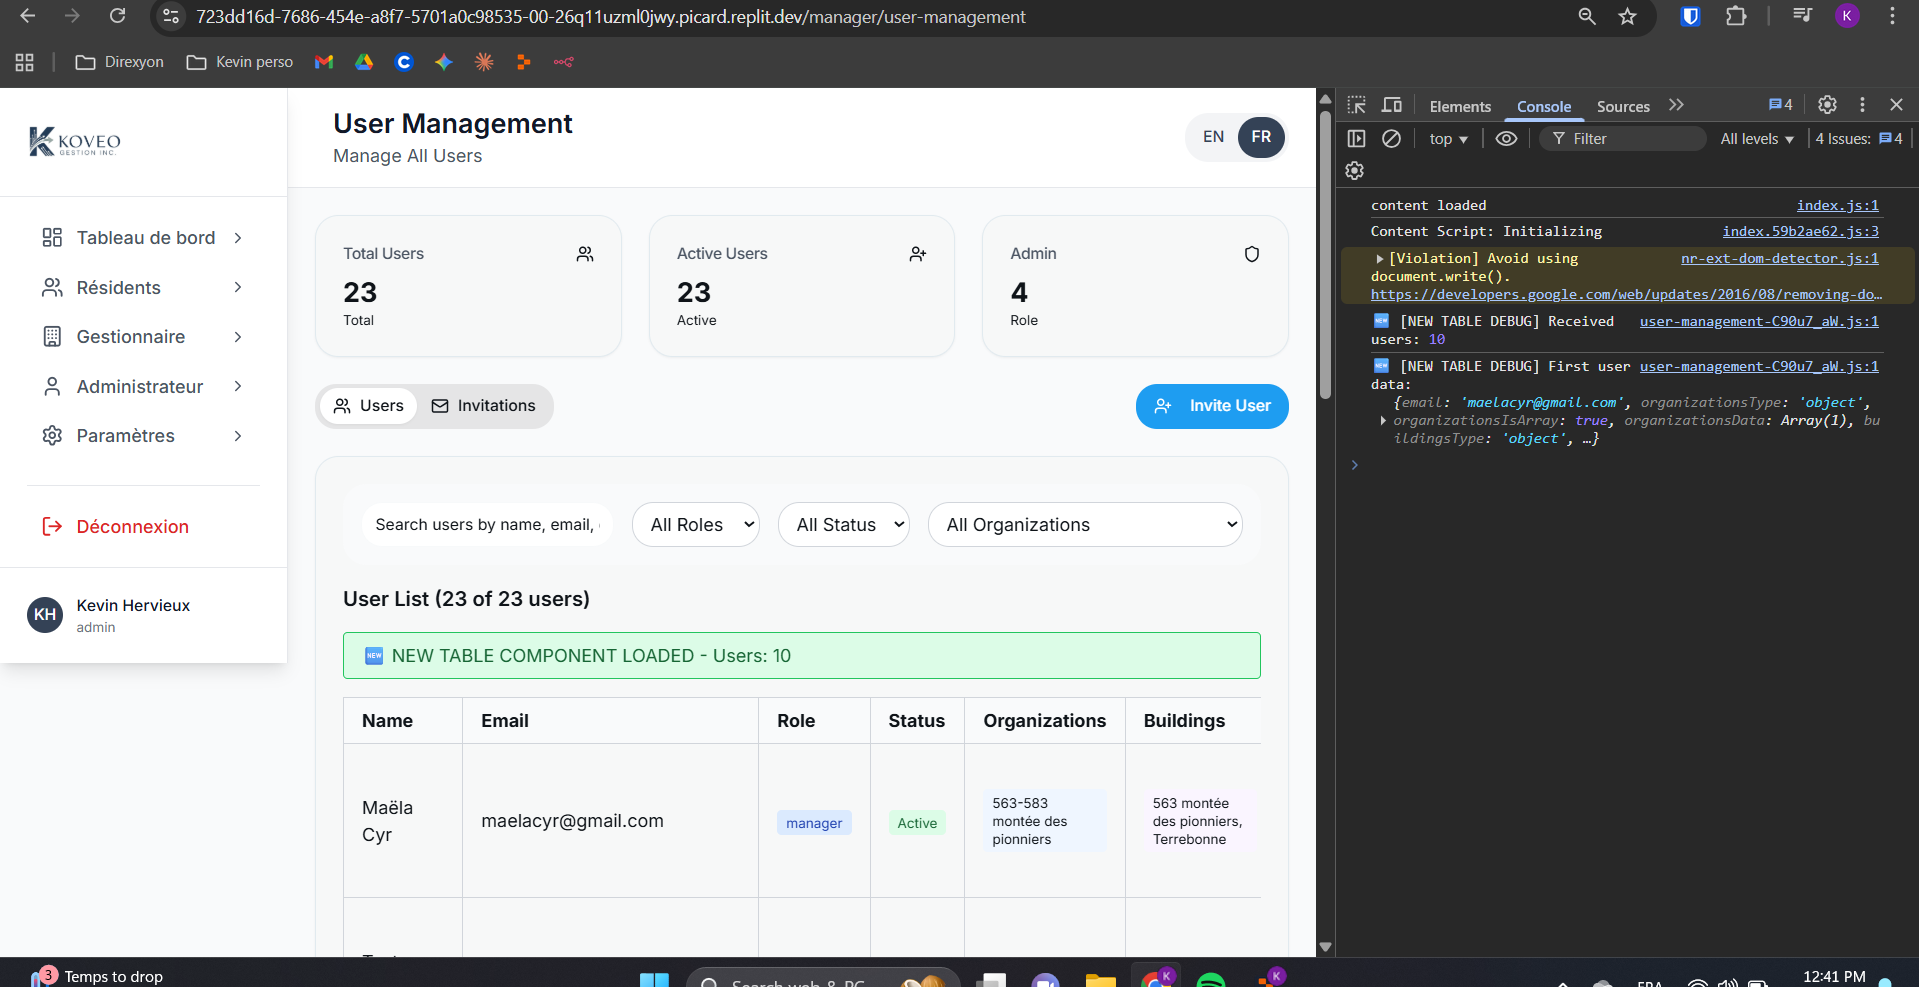 723dd16d-7686-454e-a8f7-5701a0c98535-00-26q11uzml0jwy.picard.replit.dev/manager/user-management
K
Direxyon
Kevin perso
KOVEO
GESTION INC.
Tableau de bord
Résidents
Gestionnaire
Administrateur
Paramètres
Déconnexion
KH
Kevin Hervieux
admin
User Management
Manage All Users
EN FR
Total Users
23
Total
Active Users
23
Active
Admin
4
Role
Users
Invitations
Invite User
Search users by name, email,
All Roles
All Status
All Organizations
User List (23 of 23 users)
NEW TABLE COMPONENT LOADED - Users: 10
Name Email Role Status Organizations Buildings
Maëla
Cyr
maelacyr@gmail.com
manager
Active
563-583
montée des
pionniers
563 montée
des pionniers,
Terrebonne
Elements Console Sources 4
top Filter All levels 4 Issues: 4
content loaded index.js:1
Content Script: Initializing index.59b2ae62.js:3
[Violation] Avoid using nr-ext-dom-detector.js:1
document.write().
https://developers.google.com/web/updates/2016/08/removing-do…
NEW [NEW TABLE DEBUG] Received user-management-C90u7_aW.js:1
users: 10
NEW [NEW TABLE DEBUG] First user user-management-C90u7_aW.js:1
data:
{email: 'maelacyr@gmail.com', organizationsType: 'object',
organizationsIsArray: true, organizationsData: Array(1), bu
ildingsType: 'object', …}
3
Temps to drop
K
K
12:41 PM